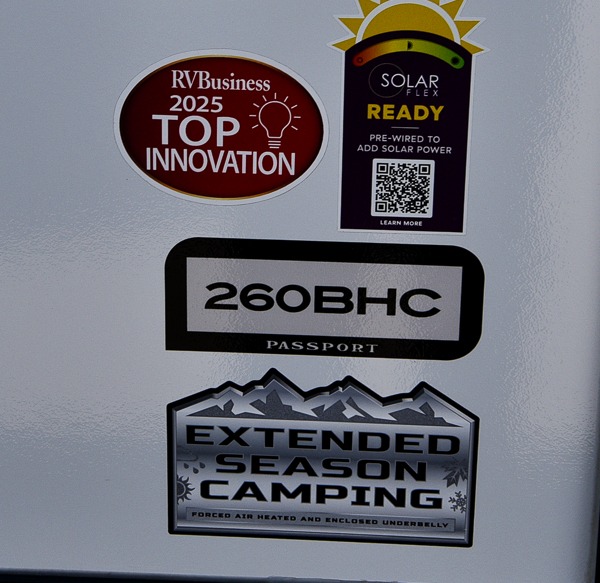 RVBusiness
2025
TOP
INNOVATION
SOLAR
FLEX
READY
PRE-WIRED TO
ADD SOLAR POWER
LEARN MORE
260BHC
PASSPORT
EXTENDED
SEASON
CAMPING
FORCED AIR HEATED AND ENCLOSED UNDERBELLY